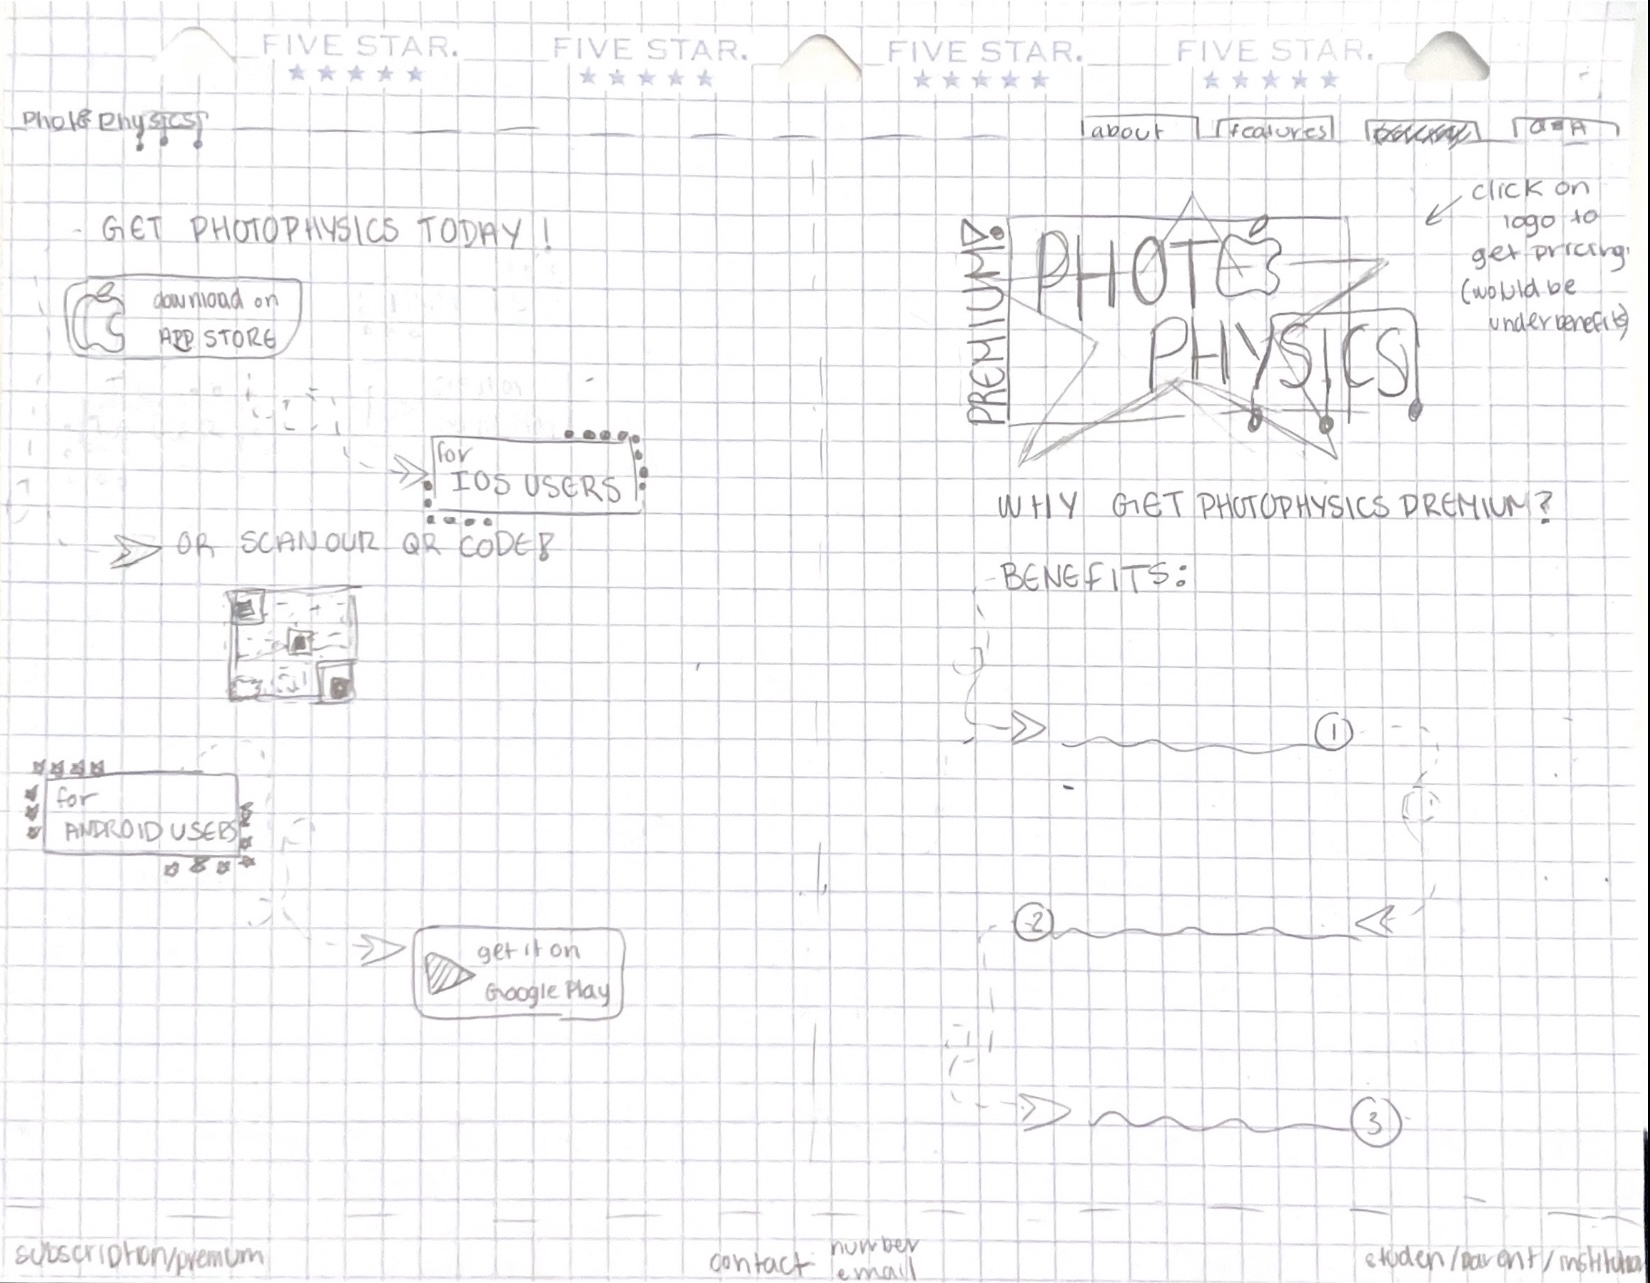 FIVE STAR.
FIVE STAR.
FIVE STAR.
FIVE STAR.
Photo Physics
about
features
Q&A
GET PHOTOPHYSICS TODAY!
download on
APP STORE
for
IOS USERS
OR SCAN OUR QR CODE!
for
ANDROID USERS
get it on
Google Play
click on
logo to
get pricing
(would be
under benefits)
PREMIUM
PHOTO
PHYSICS
WHY GET PHOTOPHYSICS PREMIUM?
BENEFITS:
1
2
3
subscription/premium
contact number
email
studen/parent/institution